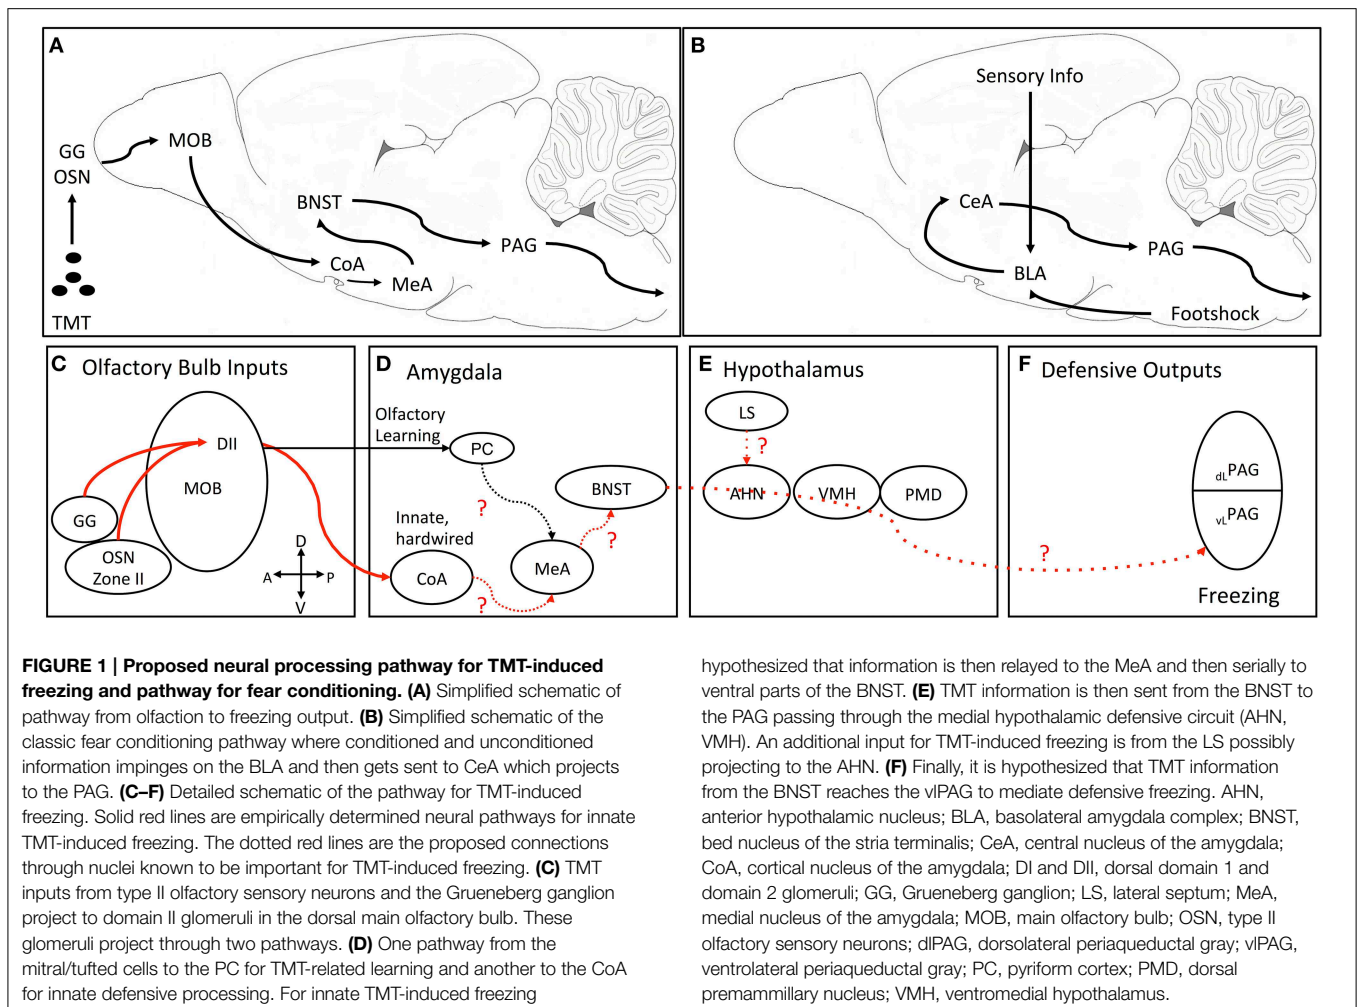 A
GG
OSN
MOB
BNST
PAG
CoA
MeA
TMT
B
Sensory Info
CeA
PAG
BLA
Footshock
C Olfactory Bulb Inputs
DII
MOB
GG
OSN
Zone II
D
A P
V
D Amygdala
Olfactory
Learning
PC
?
BNST
?
Innate,
hardwired
CoA
MeA
?
E Hypothalamus
LS
?
AHN VMH PMD
F Defensive Outputs
dLPAG
vLPAG
?
Freezing
FIGURE 1 | Proposed neural processing pathway for TMT-induced
freezing and pathway for fear conditioning. (A) Simplified schematic of
pathway from olfaction to freezing output. (B) Simplified schematic of the
classic fear conditioning pathway where conditioned and unconditioned
information impinges on the BLA and then gets sent to CeA which projects
to the PAG. (C–F) Detailed schematic of the pathway for TMT-induced
freezing. Solid red lines are empirically determined neural pathways for innate
TMT-induced freezing. The dotted red lines are the proposed connections
through nuclei known to be important for TMT-induced freezing. (C) TMT
inputs from type II olfactory sensory neurons and the Grueneberg ganglion
project to domain II glomeruli in the dorsal main olfactory bulb. These
glomeruli project through two pathways. (D) One pathway from the
mitral/tufted cells to the PC for TMT-related learning and another to the CoA
for innate defensive processing. For innate TMT-induced freezing
hypothesized that information is then relayed to the MeA and then serially to
ventral parts of the BNST. (E) TMT information is then sent from the BNST to
the PAG passing through the medial hypothalamic defensive circuit (AHN,
VMH). An additional input for TMT-induced freezing is from the LS possibly
projecting to the AHN. (F) Finally, it is hypothesized that TMT information
from the BNST reaches the vlPAG to mediate defensive freezing. AHN,
anterior hypothalamic nucleus; BLA, basolateral amygdala complex; BNST,
bed nucleus of the stria terminalis; CeA, central nucleus of the amygdala;
CoA, cortical nucleus of the amygdala; DI and DII, dorsal domain 1 and
domain 2 glomeruli; GG, Grueneberg ganglion; LS, lateral septum; MeA,
medial nucleus of the amygdala; MOB, main olfactory bulb; OSN, type II
olfactory sensory neurons; dlPAG, dorsolateral periaqueductal gray; vlPAG,
ventrolateral periaqueductal gray; PC, pyriform cortex; PMD, dorsal
premammillary nucleus; VMH, ventromedial hypothalamus.